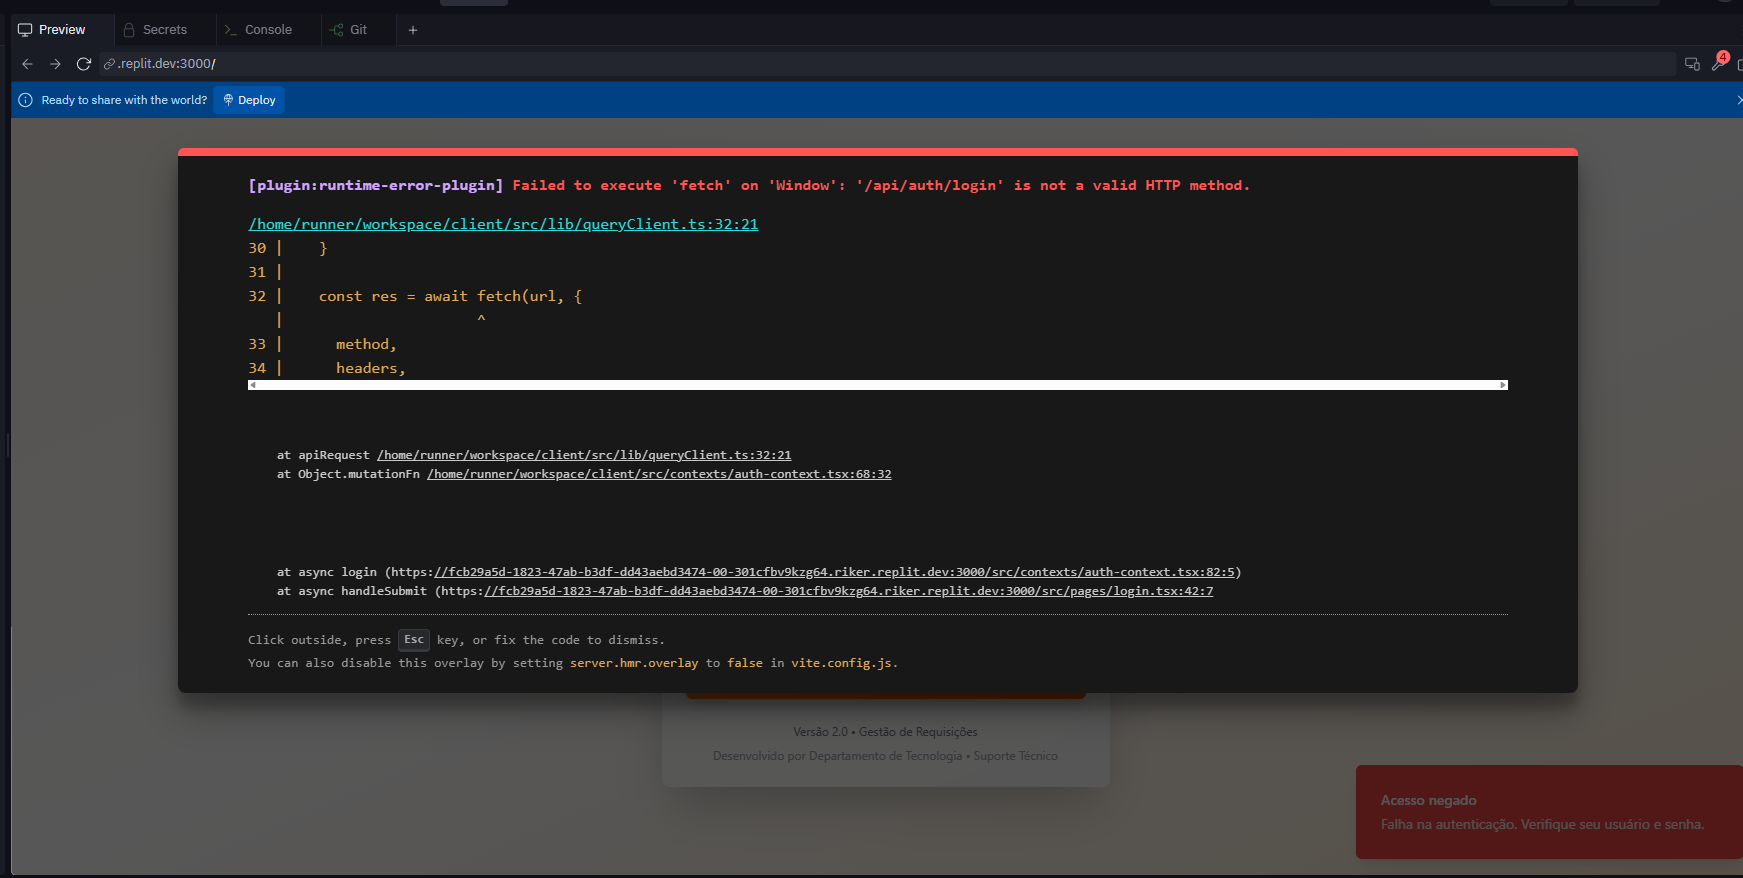 Preview
Secrets
Console
Git
+
.replit.dev:3000/
4
Ready to share with the world?
Deploy
[plugin:runtime-error-plugin] Failed to execute 'fetch' on 'Window': '/api/auth/login' is not a valid HTTP method.
/home/runner/workspace/client/src/lib/queryClient.ts:32:21
30 |    }
31 |
32 |    const res = await fetch(url, {
   |                      ^
33 |      method,
34 |      headers,
at apiRequest /home/runner/workspace/client/src/lib/queryClient.ts:32:21
at Object.mutationFn /home/runner/workspace/client/src/contexts/auth-context.tsx:68:32
at async login (https://fcb29a5d-1823-47ab-b3df-dd43aebd3474-00-301cfbv9kzg64.riker.replit.dev:3000/src/contexts/auth-context.tsx:82:5)
at async handleSubmit (https://fcb29a5d-1823-47ab-b3df-dd43aebd3474-00-301cfbv9kzg64.riker.replit.dev:3000/src/pages/login.tsx:42:7
Click outside, press Esc key, or fix the code to dismiss.
You can also disable this overlay by setting server.hmr.overlay to false in vite.config.js.
Versão 2.0 • Gestão de Requisições
Desenvolvido por Departamento de Tecnologia • Suporte Técnico
Acesso negado
Falha na autenticação. Verifique seu usuário e senha.